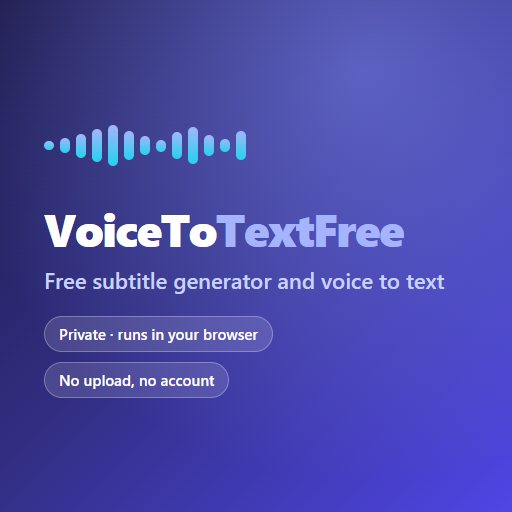 VoiceToTextFree
Free subtitle generator and voice to text
Private · runs in your browser
No upload, no account